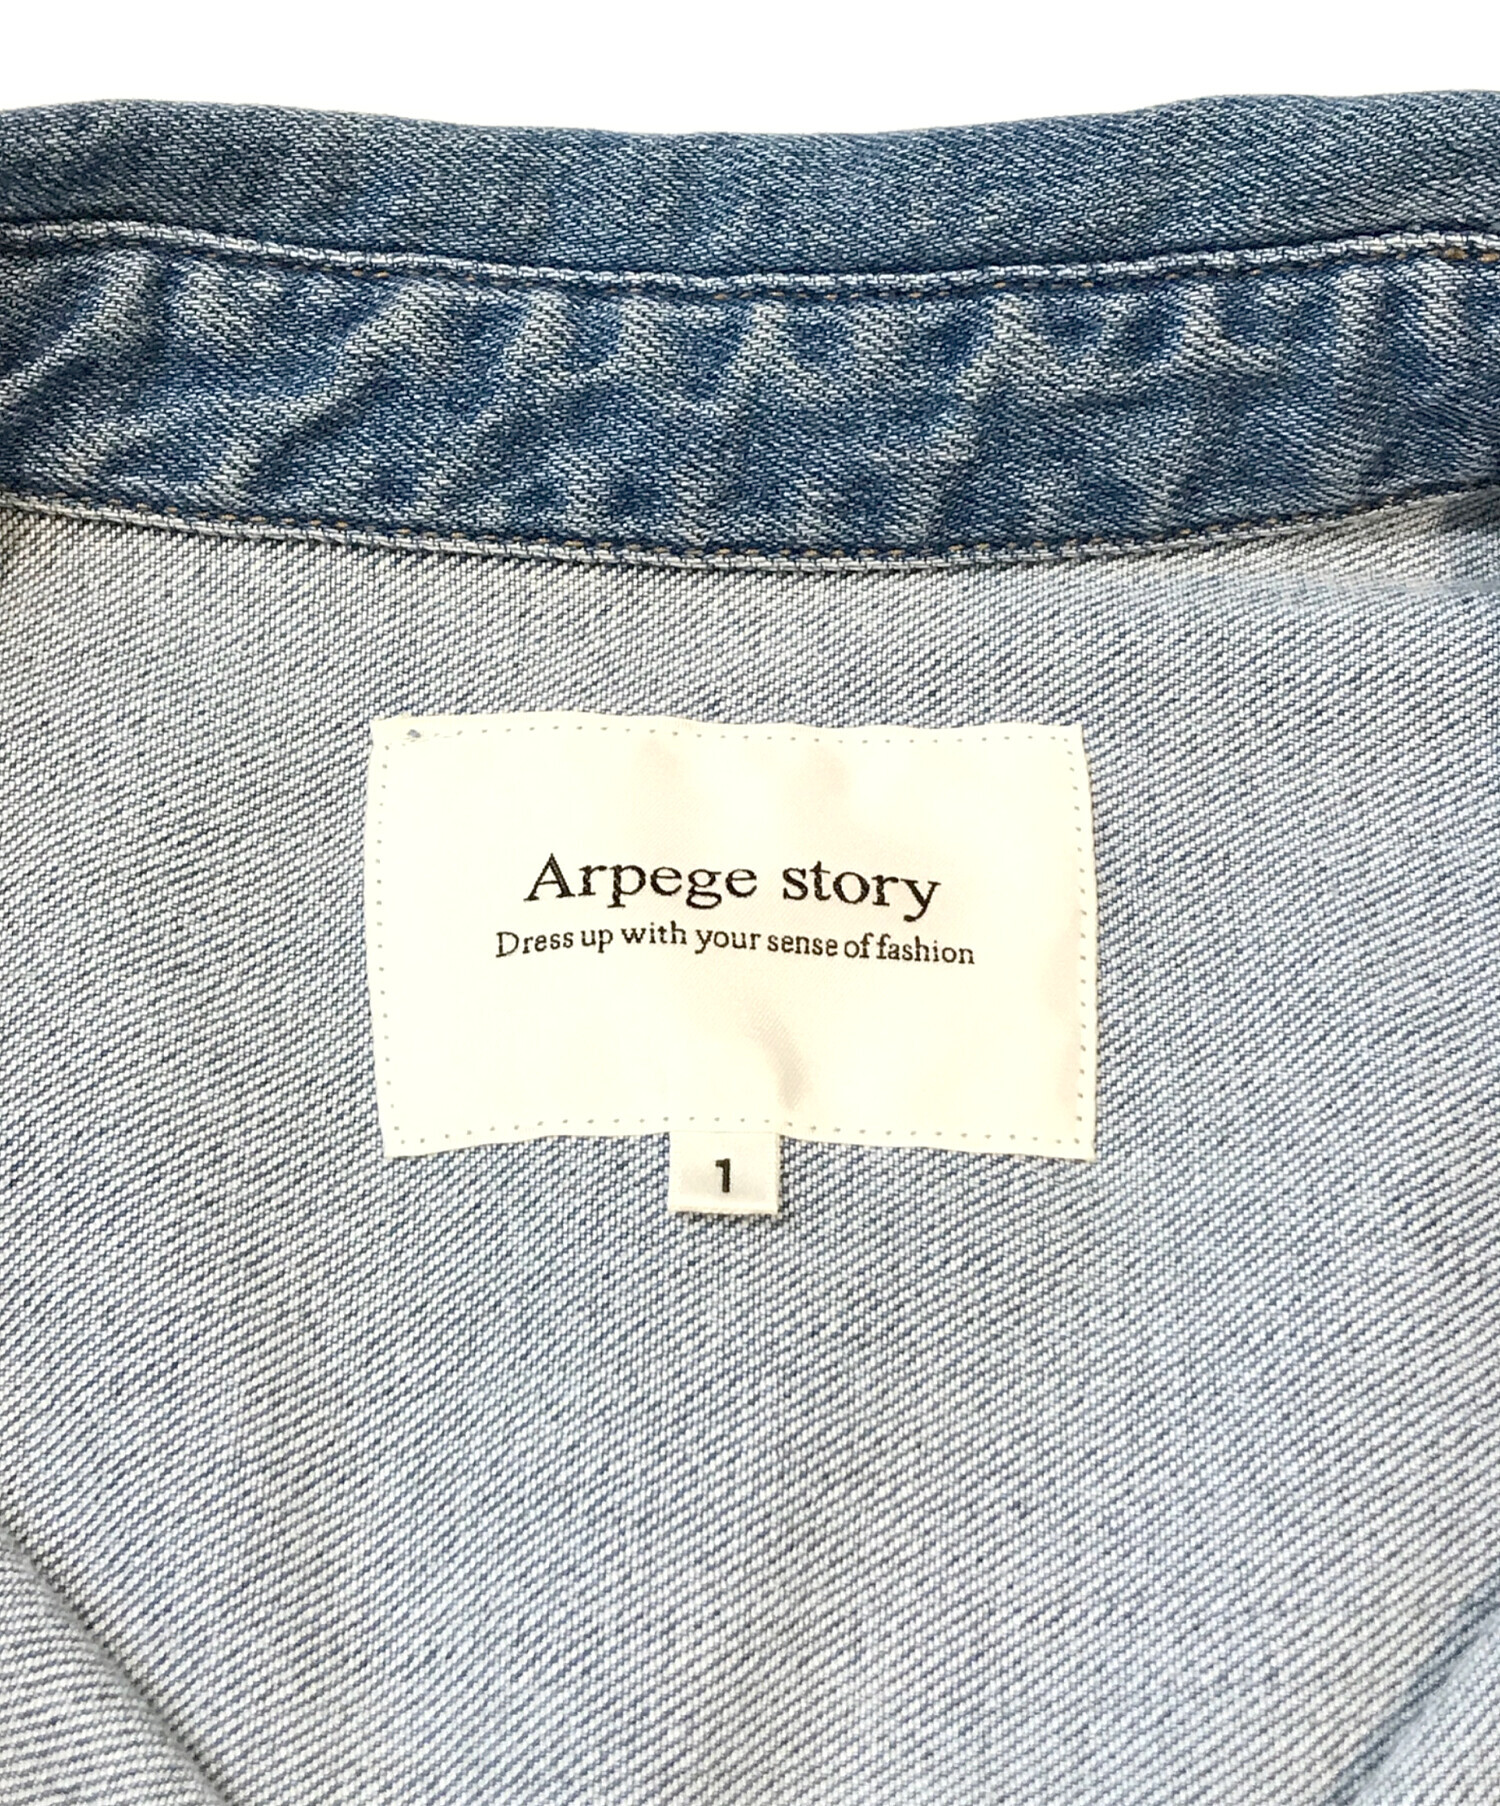 Arpege story
Dress up with your sense of fashion
1